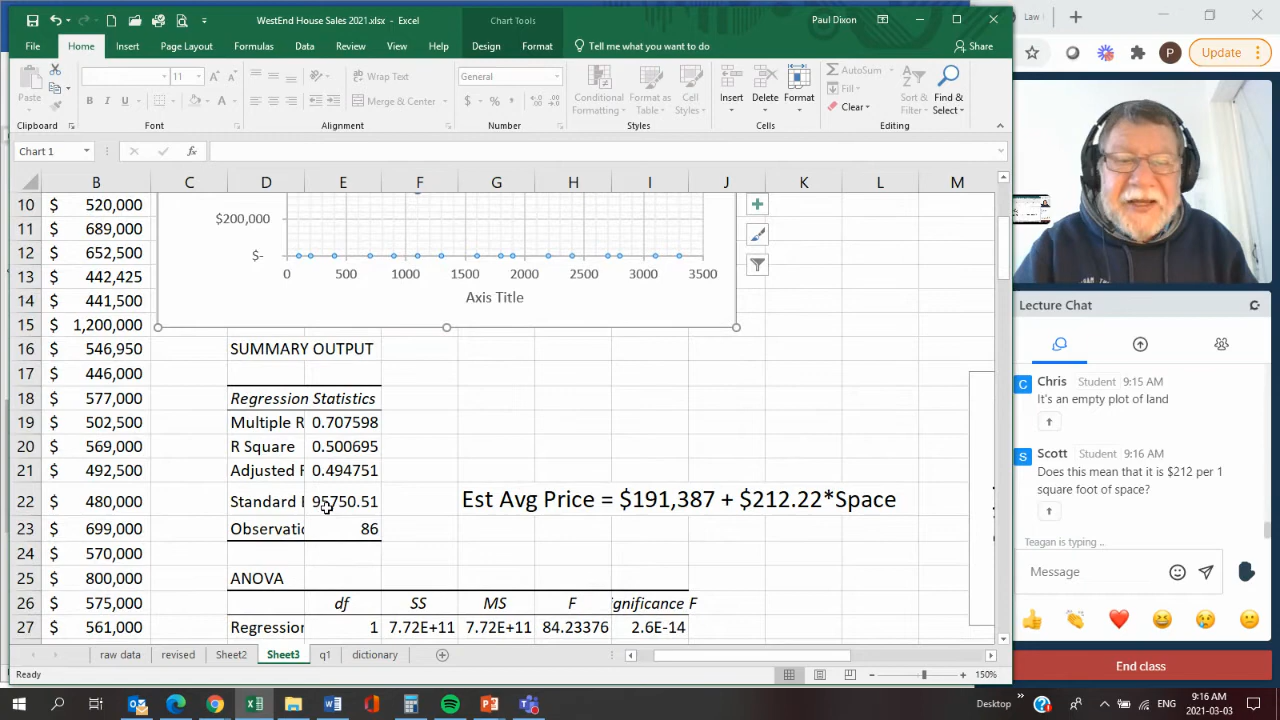 WestEnd House Sales 2021.xlsx - Excel
Chart Tools
Paul Dixon
Law
Update
File Home Insert Page Layout Formulas Data Review View Help Design Format Tell me what you want to do Share
11
Wrap Text
General
AutoSum
Fill
Paste
B I U
Merge & Center
$ % ,
Conditional Formatting
Format as Table
Cell Styles
Insert Delete Format
Clear
Sort & Filter
Find & Select
Clipboard Font Alignment Number Styles Cells Editing
Chart 1
fx
B C D E F G H I J K L M
10 $ 520,000
11 $ 689,000
12 $ 652,500
13 $ 442,425
14 $ 441,500
15 $ 1,200,000
16 $ 546,950
17 $ 446,000
18 $ 577,000
19 $ 502,500
20 $ 569,000
21 $ 492,500
22 $ 480,000
23 $ 699,000
24 $ 570,000
25 $ 800,000
26 $ 575,000
27 $ 561,000
$200,000
$-
0 500 1000 1500 2000 2500 3000 3500
Axis Title
SUMMARY OUTPUT
Regression Statistics
Multiple R 0.707598
R Square 0.500695
Adjusted F 0.494751
Standard E 95750.51
Observatio 86
Est Avg Price = $191,387 + $212.22*Space
ANOVA
df SS MS F gnificance F
Regression 1 7.72E+11 7.72E+11 84.23376 2.6E-14
raw data revised Sheet2 Sheet3 q1 dictionary
Ready
150%
Lecture Chat
C Chris Student 9:15 AM
It's an empty plot of land
S Scott Student 9:16 AM
Does this mean that it is $212 per 1
square foot of space?
Teagan is typing ..
Message
End class
Desktop
ENG
9:16 AM
2021-03-03